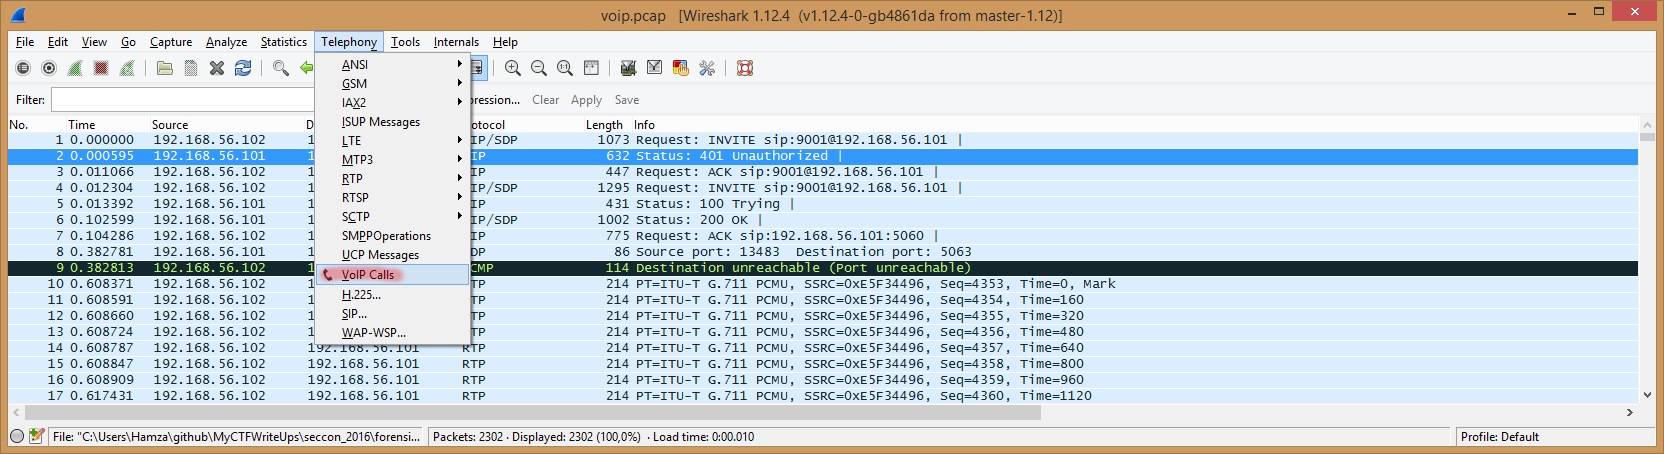 voip.pcap [Wireshark 1.12.4 (v1.12.4-0-gb4861da from master-1.12)]
File Edit View Go Capture Analyze Statistics Telephony Tools Internals Help
Filter: pression... Clear Apply Save
ANSI
GSM
IAX2
ISUP Messages
LTE
MTP3
RTP
RTSP
SCTP
SMPPOperations
UCP Messages
VoIP Calls
H.225...
SIP...
WAP-WSP...
No. Time Source D otocol Length Info
1 0.000000 192.168.56.102 1 IP/SDP 1073 Request: INVITE sip:9001@192.168.56.101 |
2 0.000595 192.168.56.101 1 IP 632 Status: 401 Unauthorized |
3 0.011066 192.168.56.102 1 IP 447 Request: ACK sip:9001@192.168.56.101 |
4 0.012304 192.168.56.102 1 IP/SDP 1295 Request: INVITE sip:9001@192.168.56.101 |
5 0.013392 192.168.56.101 1 IP 431 Status: 100 Trying |
6 0.102599 192.168.56.101 1 IP/SDP 1002 Status: 200 OK |
7 0.104286 192.168.56.102 1 IP 775 Request: ACK sip:192.168.56.101:5060 |
8 0.382781 192.168.56.101 1 DP 86 Source port: 13483 Destination port: 5063
9 0.382813 192.168.56.102 1 CMP 114 Destination unreachable (Port unreachable)
10 0.608371 192.168.56.102 1 TP 214 PT=ITU-T G.711 PCMU, SSRC=0xE5F34496, Seq=4353, Time=0, Mark
11 0.608591 192.168.56.102 1 TP 214 PT=ITU-T G.711 PCMU, SSRC=0xE5F34496, Seq=4354, Time=160
12 0.608660 192.168.56.102 1 TP 214 PT=ITU-T G.711 PCMU, SSRC=0xE5F34496, Seq=4355, Time=320
13 0.608724 192.168.56.102 1 TP 214 PT=ITU-T G.711 PCMU, SSRC=0xE5F34496, Seq=4356, Time=480
14 0.608787 192.168.56.102 192.168.56.101 RTP 214 PT=ITU-T G.711 PCMU, SSRC=0xE5F34496, Seq=4357, Time=640
15 0.608847 192.168.56.102 192.168.56.101 RTP 214 PT=ITU-T G.711 PCMU, SSRC=0xE5F34496, Seq=4358, Time=800
16 0.608909 192.168.56.102 192.168.56.101 RTP 214 PT=ITU-T G.711 PCMU, SSRC=0xE5F34496, Seq=4359, Time=960
17 0.617431 192.168.56.102 192.168.56.101 RTP 214 PT=ITU-T G.711 PCMU, SSRC=0xE5F34496, Seq=4360, Time=1120
File: "C:\Users\Hamza\github\MyCTFWriteUps\seccon_2016\forensi... Packets: 2302 · Displayed: 2302 (100,0%) · Load time: 0:00.010 Profile: Default